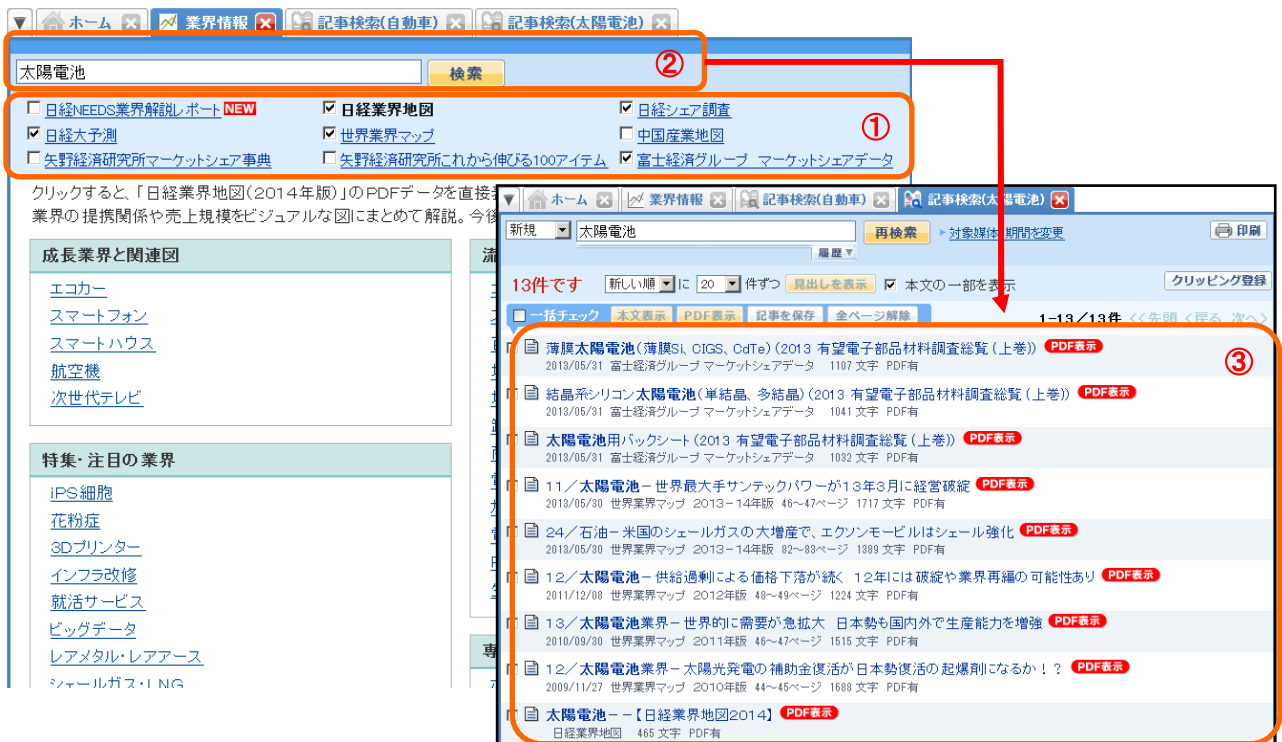 ▼ ホーム 業界情報 記事検索(自動車) 記事検索(太陽電池)
太陽電池 検索 ②
日経NEEDS業界解説レポート NEW 日経業界地図 日経シェア調査
日経大予測 世界業界マップ 中国産業地図 ①
矢野経済研究所マーケットシェア事典 矢野経済研究所これから伸びる100アイテム 富士経済グループ マーケットシェアデータ
クリックすると、「日経業界地図(2014年版)」のPDFデータを直接
業界の提携関係や売上規模をビジュアルな図にまとめて解説。今後
成長業界と関連図
エコカー
スマートフォン
スマートハウス
航空機
次世代テレビ
特集・注目の業界
iPS細胞
花粉症
3Dプリンター
インフラ改修
就活サービス
ビッグデータ
レアメタル・レアアース
シェールガス・LNG
流
専
▼ ホーム 業界情報 記事検索(自動車) 記事検索(太陽電池)
新規 太陽電池 再検索 対象媒体・期間を変更 印刷
履歴▼
13件です 新しい順 に 20 件ずつ 見出しを表示 本文の一部を表示 クリッピング登録
一括チェック 本文表示 PDF表示 記事を保存 全ページ解除 1-13/13件 <<先頭 <戻る 次へ>
薄膜太陽電池(薄膜Si、CIGS、CdTe)(2013 有望電子部品材料調査総覧(上巻)) PDF表示 ③
2013/05/31 富士経済グループ マーケットシェアデータ 1107文字 PDF有
結晶系シリコン太陽電池(単結晶、多結晶)(2013 有望電子部品材料調査総覧(上巻)) PDF表示
2013/05/31 富士経済グループ マーケットシェアデータ 1041文字 PDF有
太陽電池用バックシート(2013 有望電子部品材料調査総覧(上巻)) PDF表示
2013/05/31 富士経済グループ マーケットシェアデータ 1032文字 PDF有
11/太陽電池-世界最大手サンテックパワーが13年3月に経営破綻 PDF表示
2013/05/30 世界業界マップ 2013-14年版 46~47ページ 1717文字 PDF有
24/石油-米国のシェールガスの大増産で、エクソンモービルはシェール強化 PDF表示
2013/05/30 世界業界マップ 2013-14年版 82~83ページ 1389文字 PDF有
12/太陽電池-供給過剰による価格下落が続く 12年には破綻や業界再編の可能性あり PDF表示
2011/12/08 世界業界マップ 2012年版 48~49ページ 1224文字 PDF有
13/太陽電池業界-世界的に需要が急拡大 日本勢も国内外で生産能力を増強 PDF表示
2010/09/30 世界業界マップ 2011年版 46~47ページ 1515文字 PDF有
12/太陽電池業界-太陽光発電の補助金復活が日本勢復活の起爆剤になるか!? PDF表示
2009/11/27 世界業界マップ 2010年版 44~45ページ 1688文字 PDF有
太陽電池--【日経業界地図2014】 PDF表示
日経業界地図 465文字 PDF有